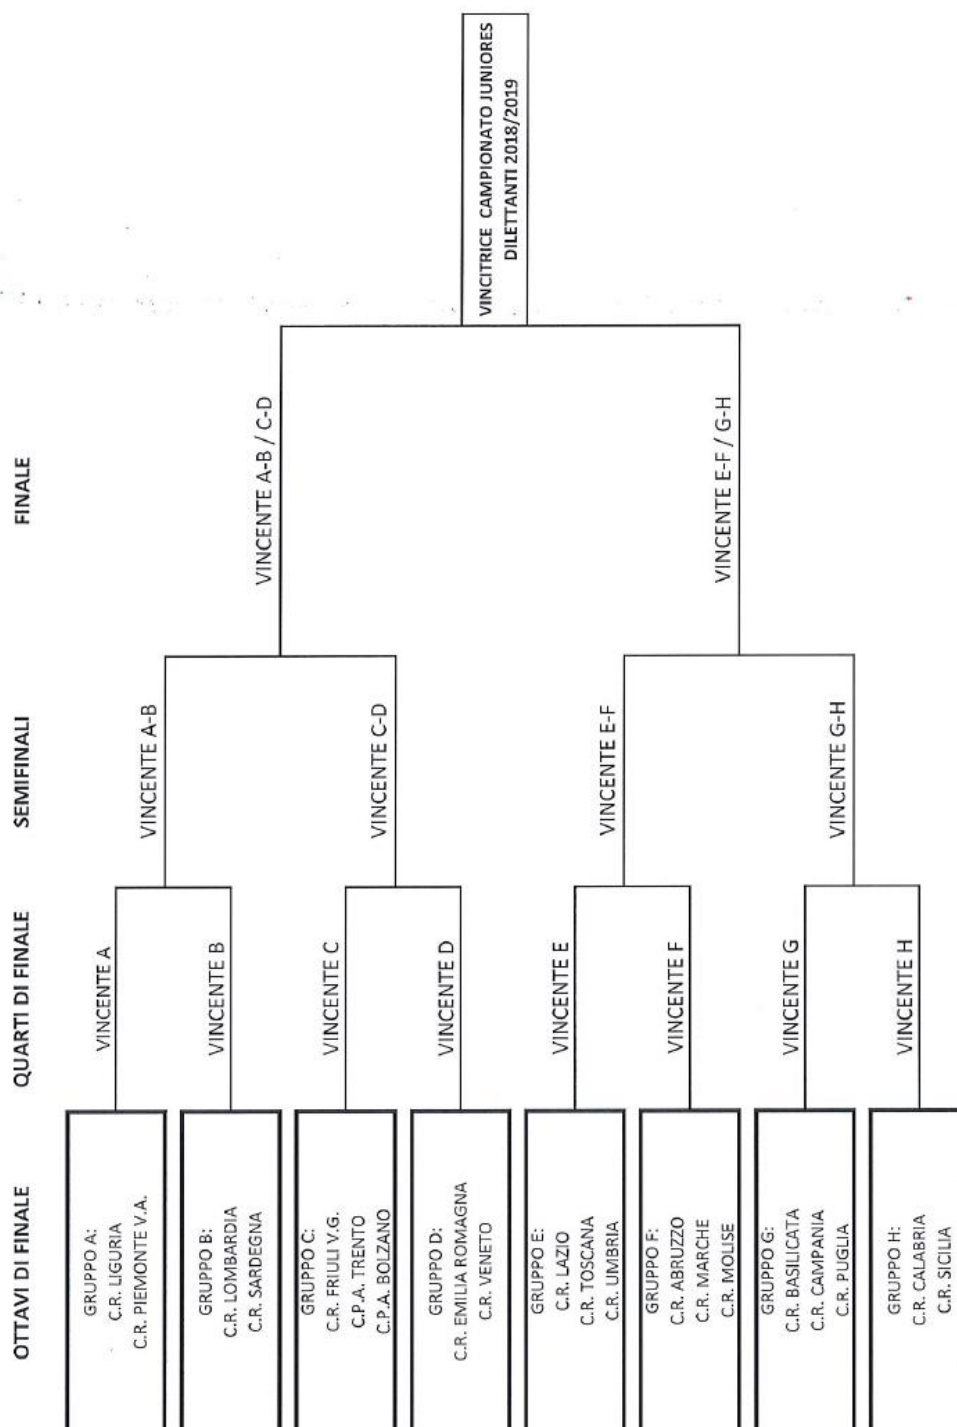 OTTAVI DI FINALE
QUARTI DI FINALE
SEMIFINALI
FINALE
GRUPPO A:
C.R. LIGURIA
C.R. PIEMONTE V.A.
GRUPPO B:
C.R. LOMBARDIA
C.R. SARDEGNA
GRUPPO C:
C.R. FRIULI V.G.
C.P.A. TRENTO
C.P.A. BOLZANO
GRUPPO D:
C.R. EMILIA ROMAGNA
C.R. VENETO
GRUPPO E:
C.R. LAZIO
C.R. TOSCANA
C.R. UMBRIA
GRUPPO F:
C.R. ABRUZZO
C.R. MARCHE
C.R. MOLISE
GRUPPO G:
C.R. BASILICATA
C.R. CAMPANIA
C.R. PUGLIA
GRUPPO H:
C.R. CALABRIA
C.R. SICILIA
VINCENTE A
VINCENTE B
VINCENTE C
VINCENTE D
VINCENTE E
VINCENTE F
VINCENTE G
VINCENTE H
VINCENTE A-B
VINCENTE C-D
VINCENTE E-F
VINCENTE G-H
VINCENTE A-B / C-D
VINCENTE E-F / G-H
VINCITRICE CAMPIONATO JUNIORES
DILETTANTI 2018/2019